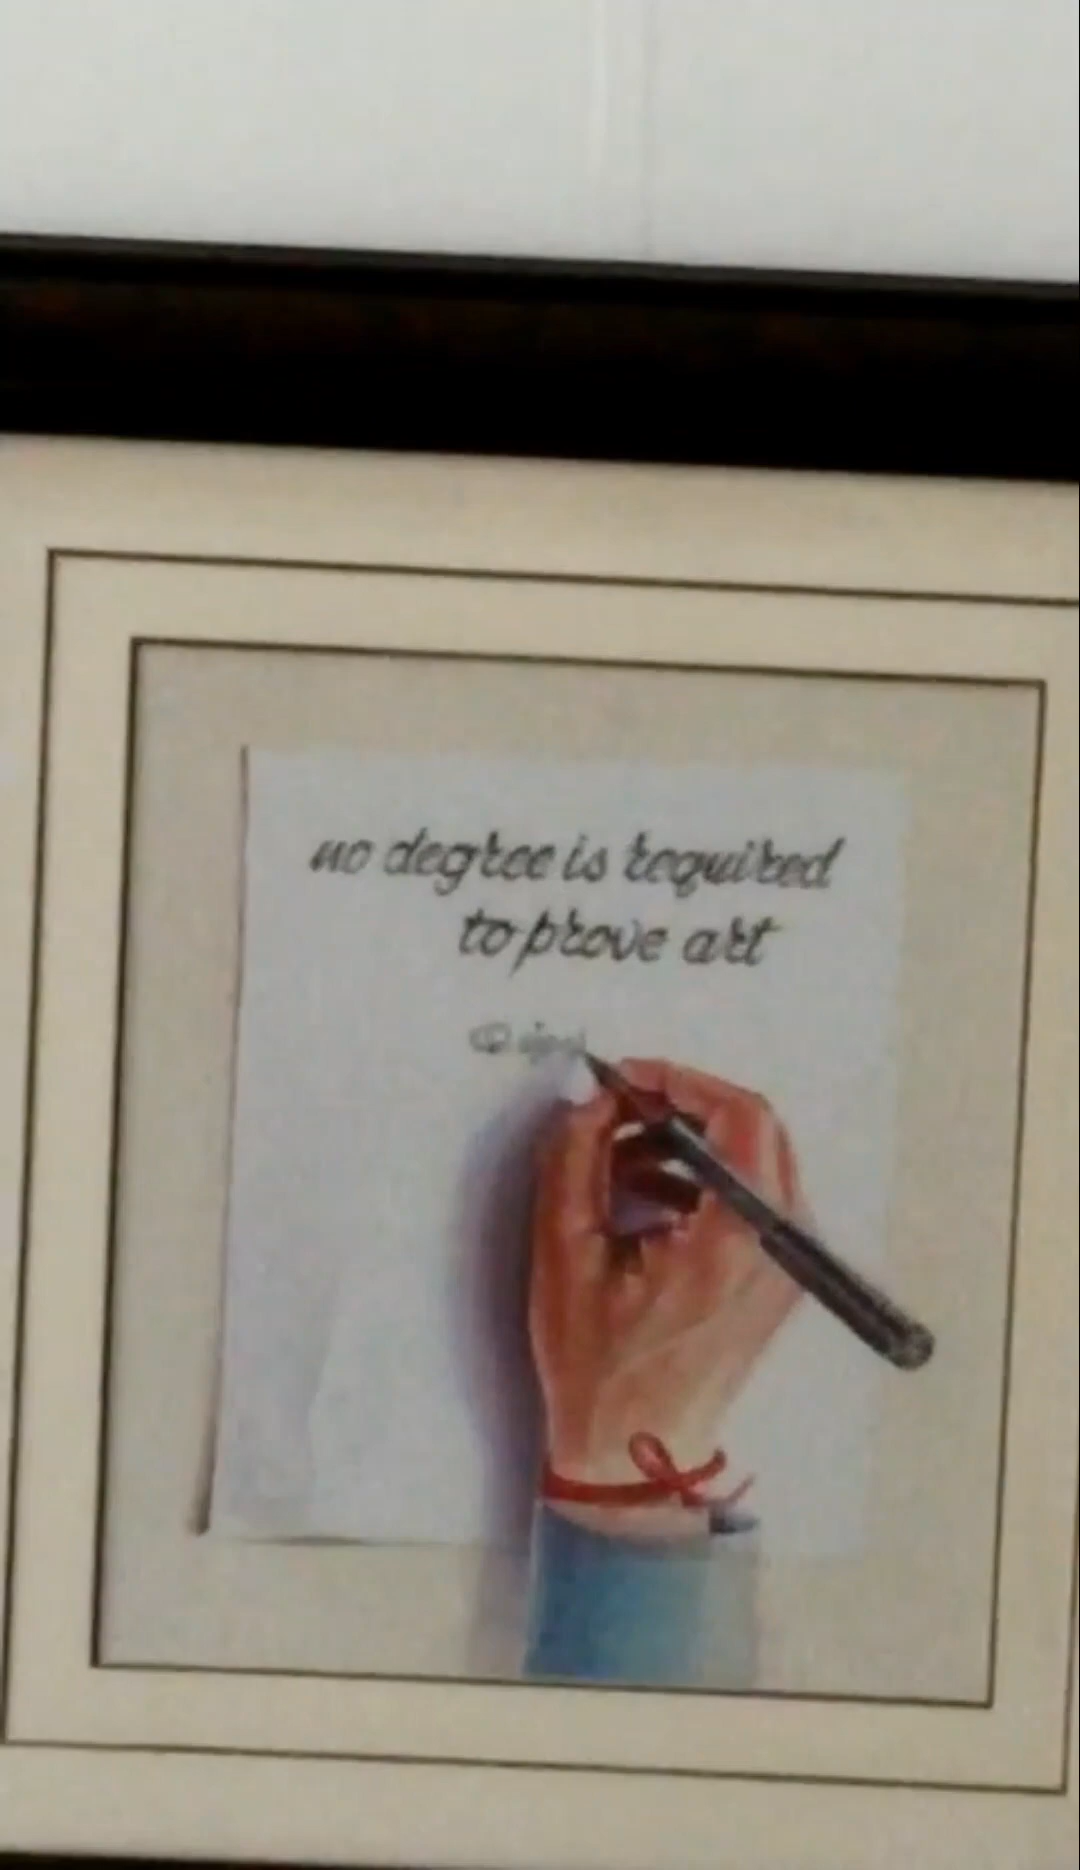 no degree is required
to prove art